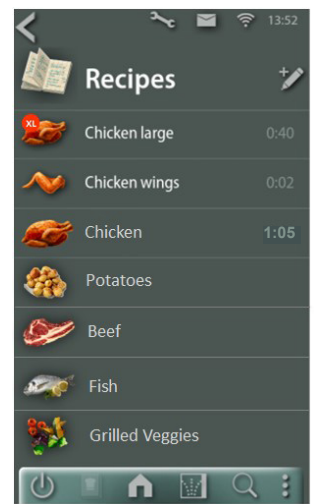 13:52
Recipes
XL
Chicken large 0:40
Chicken wings 0:02
Chicken 1:05
Potatoes
Beef
Fish
Grilled Veggies